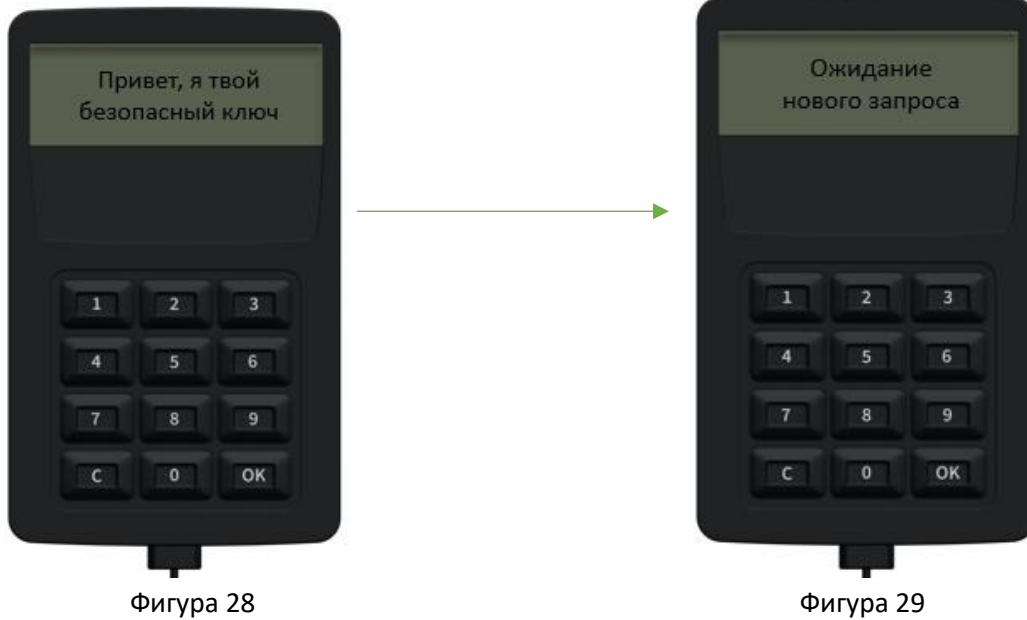 Привет, я твой
безопасный ключ
1 2 3
4 5 6
7 8 9
C 0 OK
Фигура 28
Ожидание
нового запроса
1 2 3
4 5 6
7 8 9
C 0 OK
Фигура 29